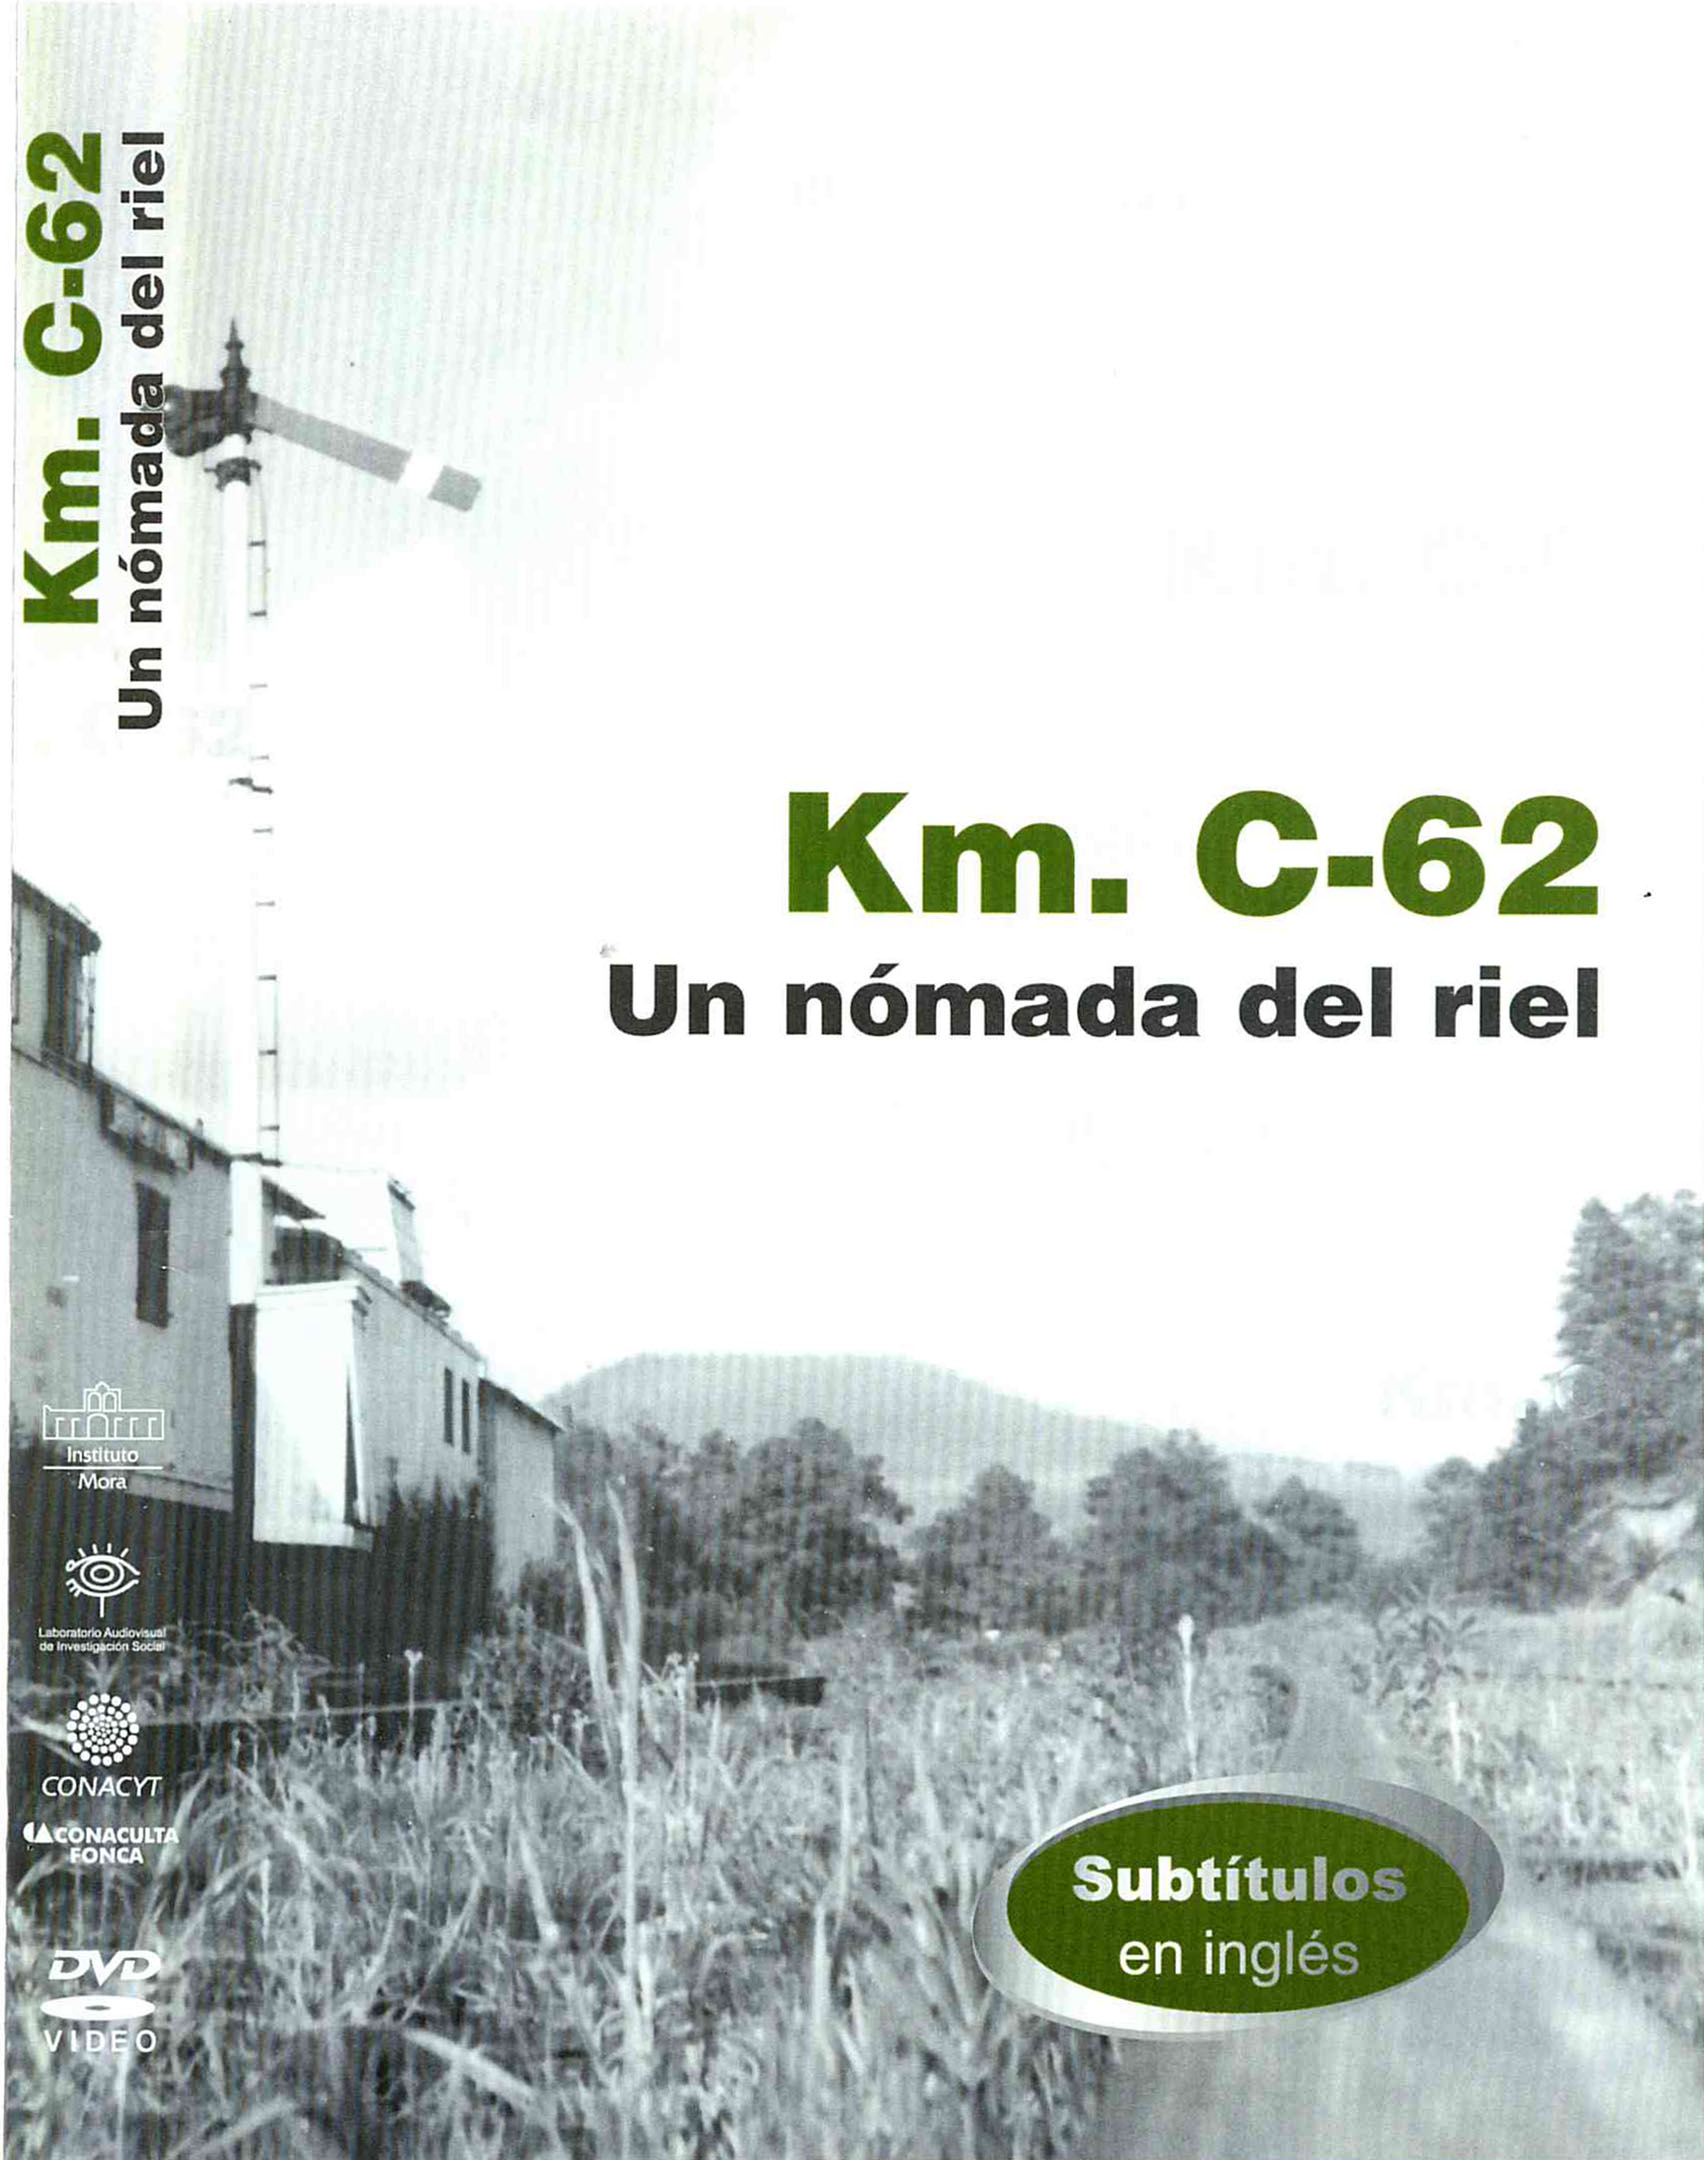 Km. C-62
Un nómada del riel
Km. C-62
Un nómada del riel
Instituto
Mora
Laboratorio Audiovisual
de Investigación Social
CONACYT
CONACULTA
FONCA
DVD
VIDEO
Subtítulos
en inglés